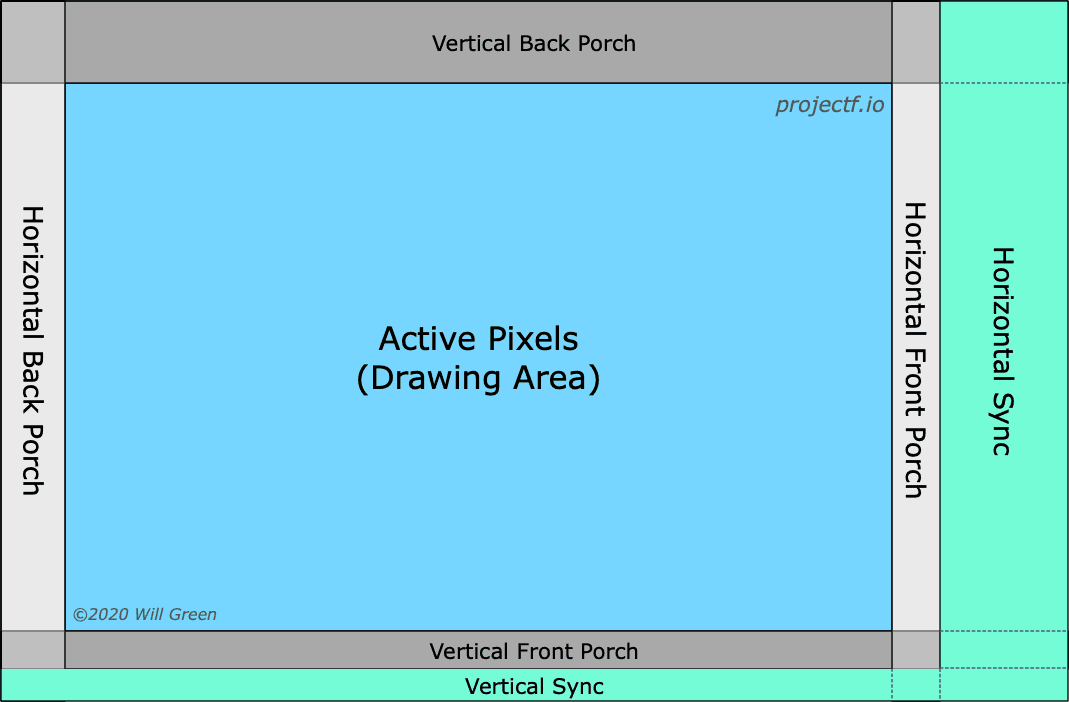 Vertical Back Porch
projectf.io
Horizontal Back Porch
Active Pixels
(Drawing Area)
Horizontal Front Porch
Horizontal Sync
©2020 Will Green
Vertical Front Porch
Vertical Sync